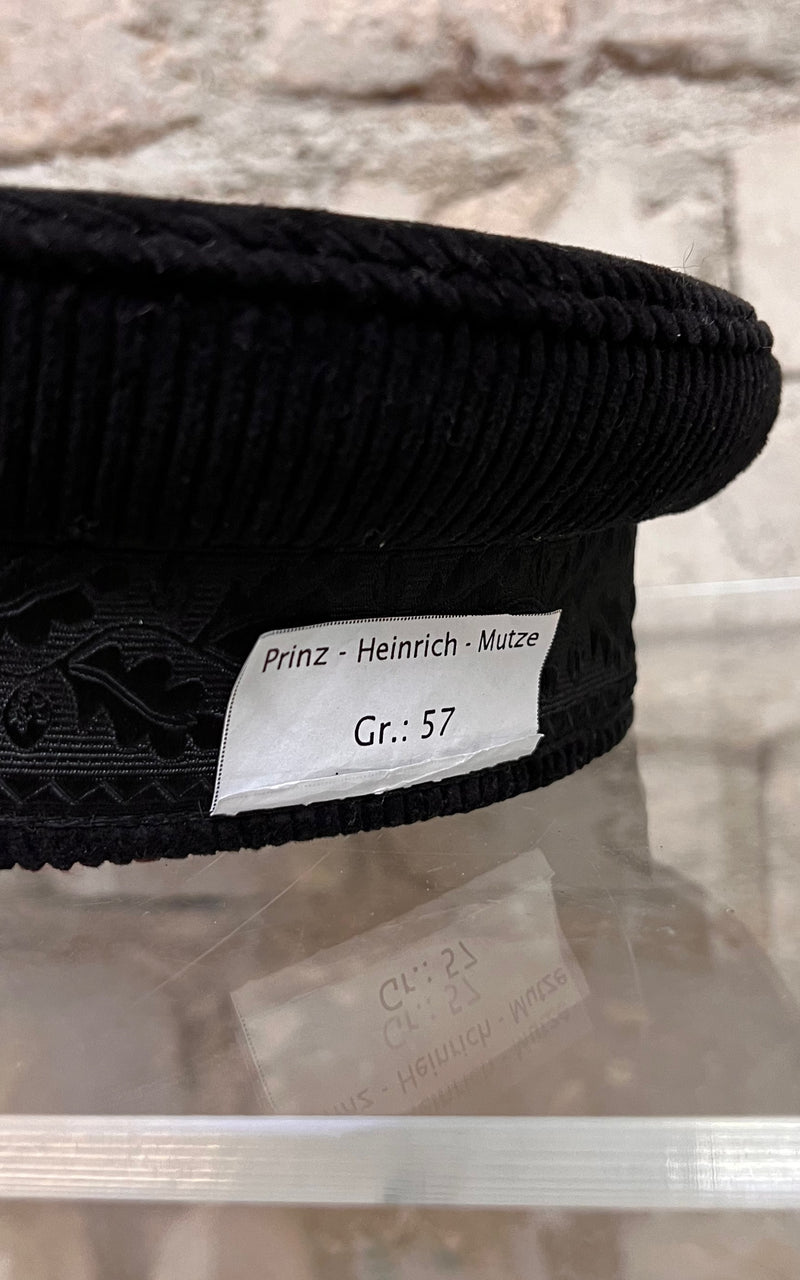 Prinz - Heinrich - Mutze
Gr.: 57